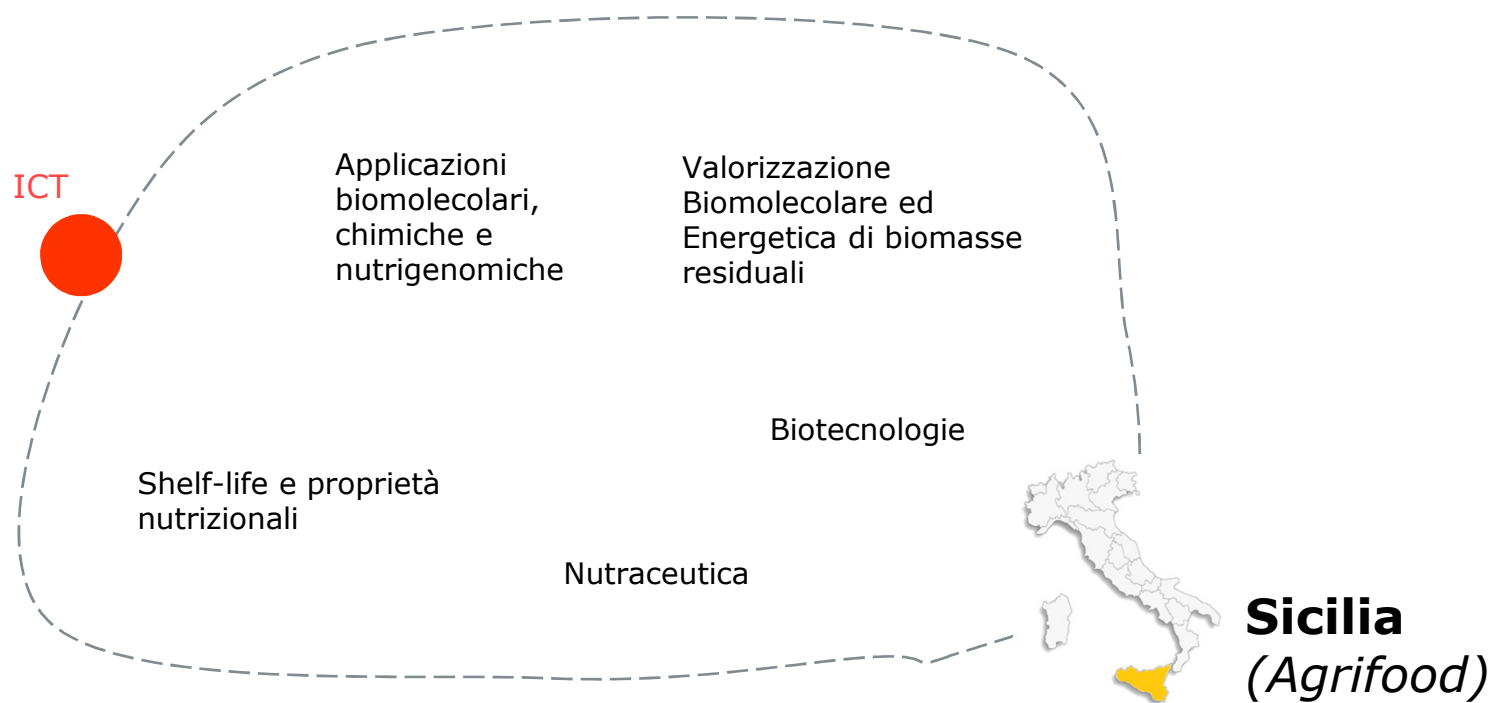 ICT
Applicazioni
biomolecolari,
chimiche e
nutrigenomiche
Valorizzazione
Biomolecolare ed
Energetica di biomasse
residuali
Biotecnologie
Shelf-life e proprietà
nutrizionali
Nutraceutica
Sicilia
(Agrifood)